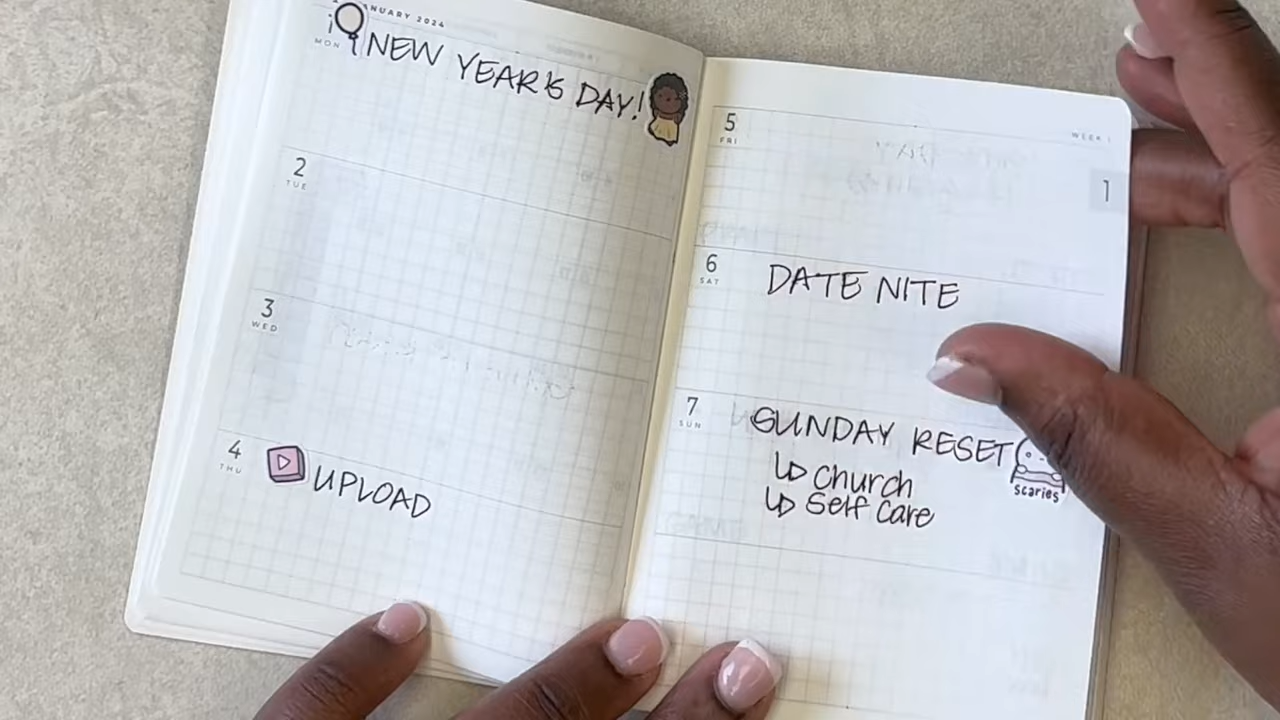 JANUARY 2024
MON
NEW YEAR'S DAY!
2
TUE
3
WED
4
THU
UPLOAD
WEEK 1
1
5
FRI
6
SAT
DATE NITE
7
SUN
SUNDAY RESET
Church
Self Care
scaries